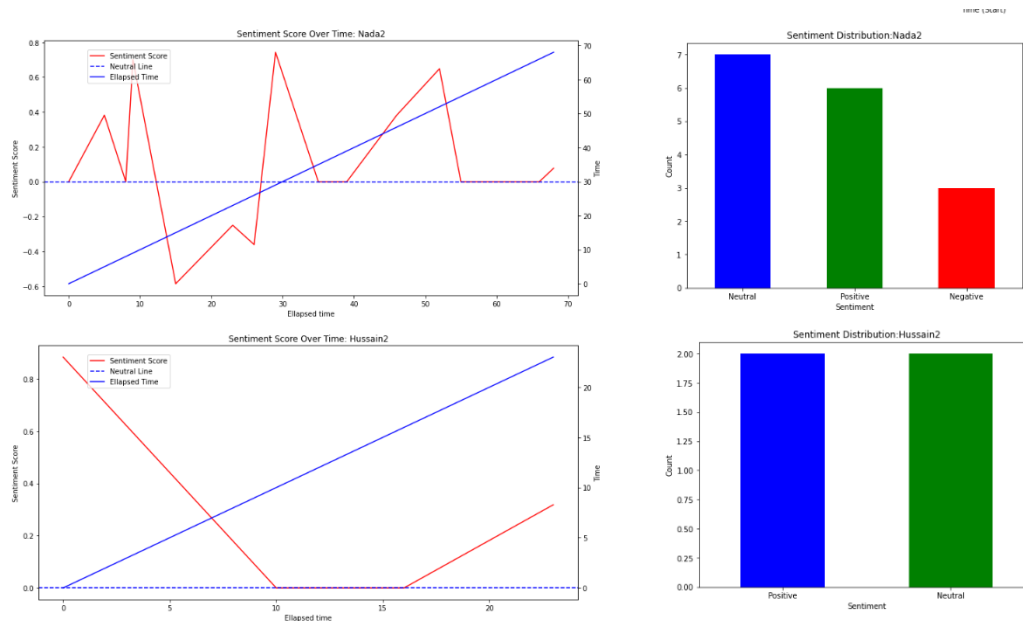 Time (Start)
Sentiment Score Over Time: Nada2
Sentiment Score
Neutral Line
Ellapsed Time
0.8
0.6
0.4
0.2
0.0
−0.2
−0.4
−0.6
Sentiment Score
70
60
50
40
30
20
10
0
Time
0 10 20 30 40 50 60 70
Ellapsed time
Sentiment Distribution:Nada2
7
6
5
4
3
2
1
0
Count
Neutral Positive Negative
Sentiment
Sentiment Score Over Time: Hussain2
Sentiment Score
Neutral Line
Ellapsed Time
0.8
0.6
0.4
0.2
0.0
Sentiment Score
20
15
10
5
0
Time
0 5 10 15 20
Ellapsed time
Sentiment Distribution:Hussain2
2.00
1.75
1.50
1.25
1.00
0.75
0.50
0.25
0.00
Count
Positive Neutral
Sentiment